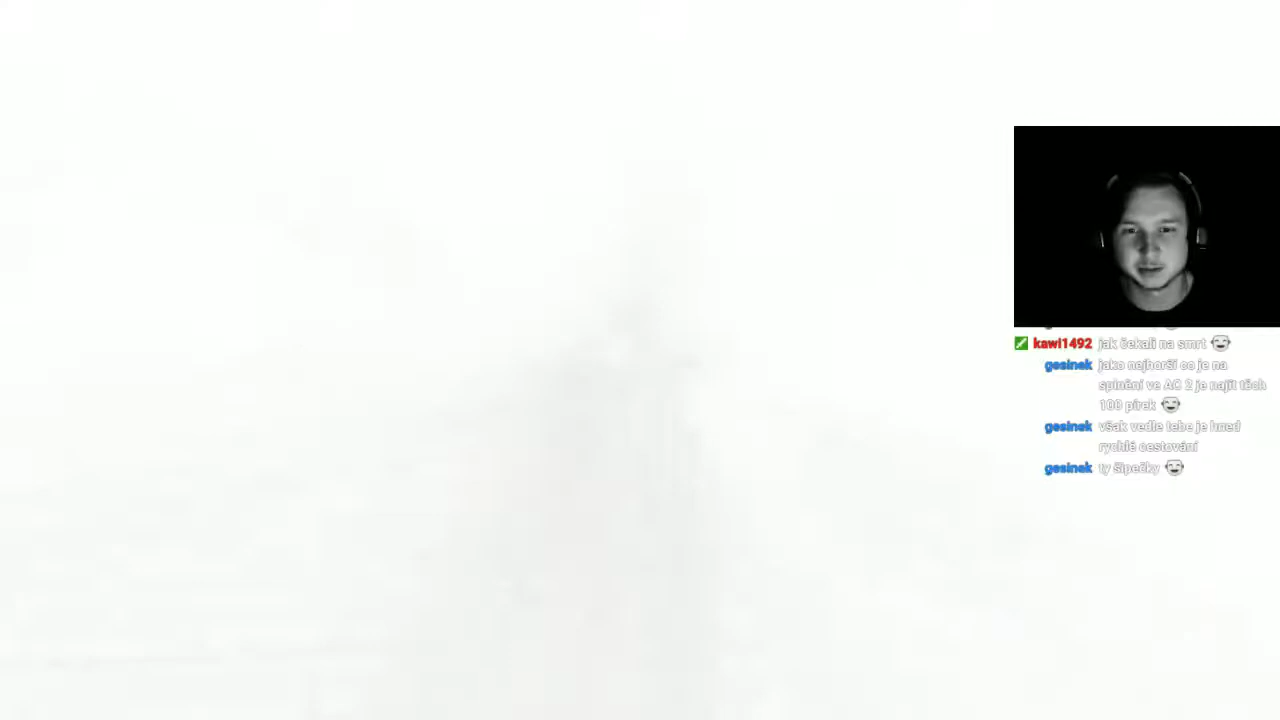 kawl1492 jak čekali na smrt
gesinek jako nejhorší co je na
splnění ve AC 2 je najít těch
100 pírek
gesinek však vedle tebe je hned
rychlé cestování
gesinek ty šipečky